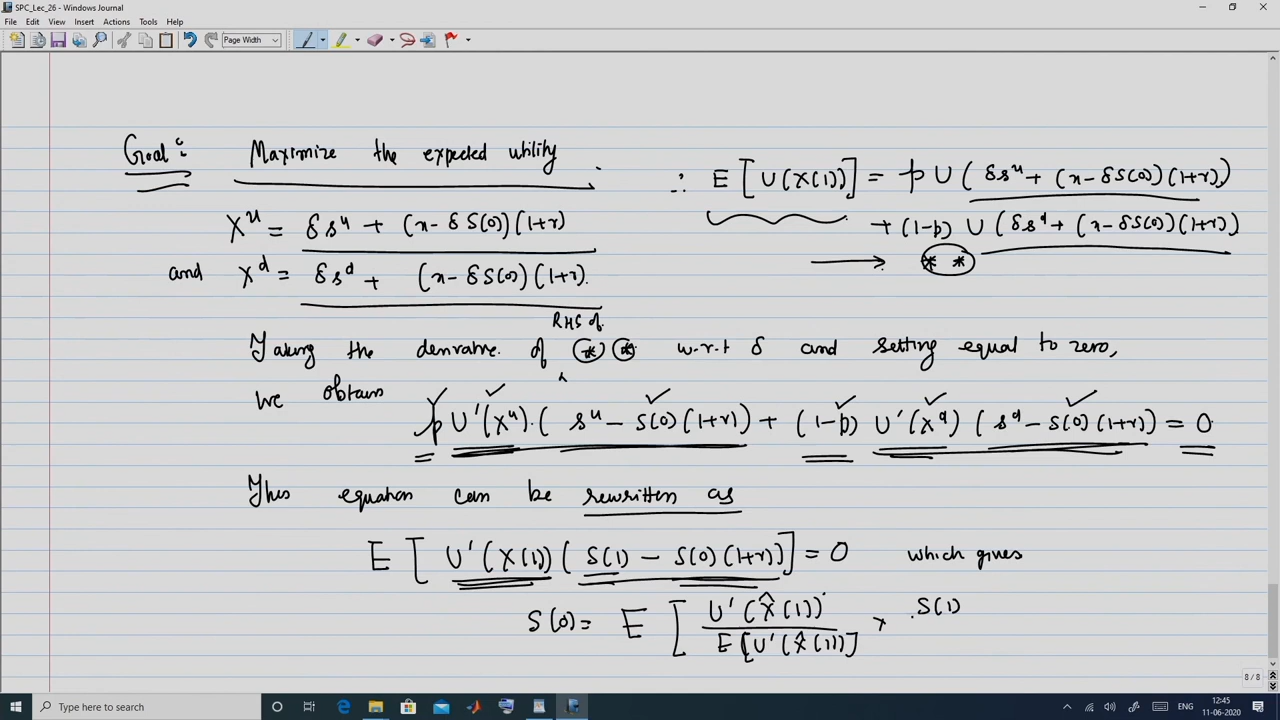 SPC_Lec_26 - Windows Journal
File Edit View Insert Actions Tools Help
Page Width
Goal: Maximize the expected utility.
∴ E[U(X(1))] = p U(δs^u + (x-δS(0))(1+r))
+ (1-p) U(δs^d + (x-δS(0))(1+r))
→ ⊛⊛
X^u = δs^u + (x-δS(0))(1+r)
and X^d = δs^d + (x-δS(0))(1+r).
RHS of
Taking the derivative of ⊛⊛ w.r.t δ and setting equal to zero,
we obtain
p U'(X^u).(s^u - S(0)(1+r)) + (1-p) U'(X^d)(s^d - S(0)(1+r)) = 0
This equation can be rewritten as
E[U'(X(1))(S(1) - S(0)(1+r))] = 0 which gives
S(0) = E[U'(X̂(1)) / E[U'(X̂(1))] × S(1)
8 / 8
Type here to search
ENG
12:45
11-06-2020